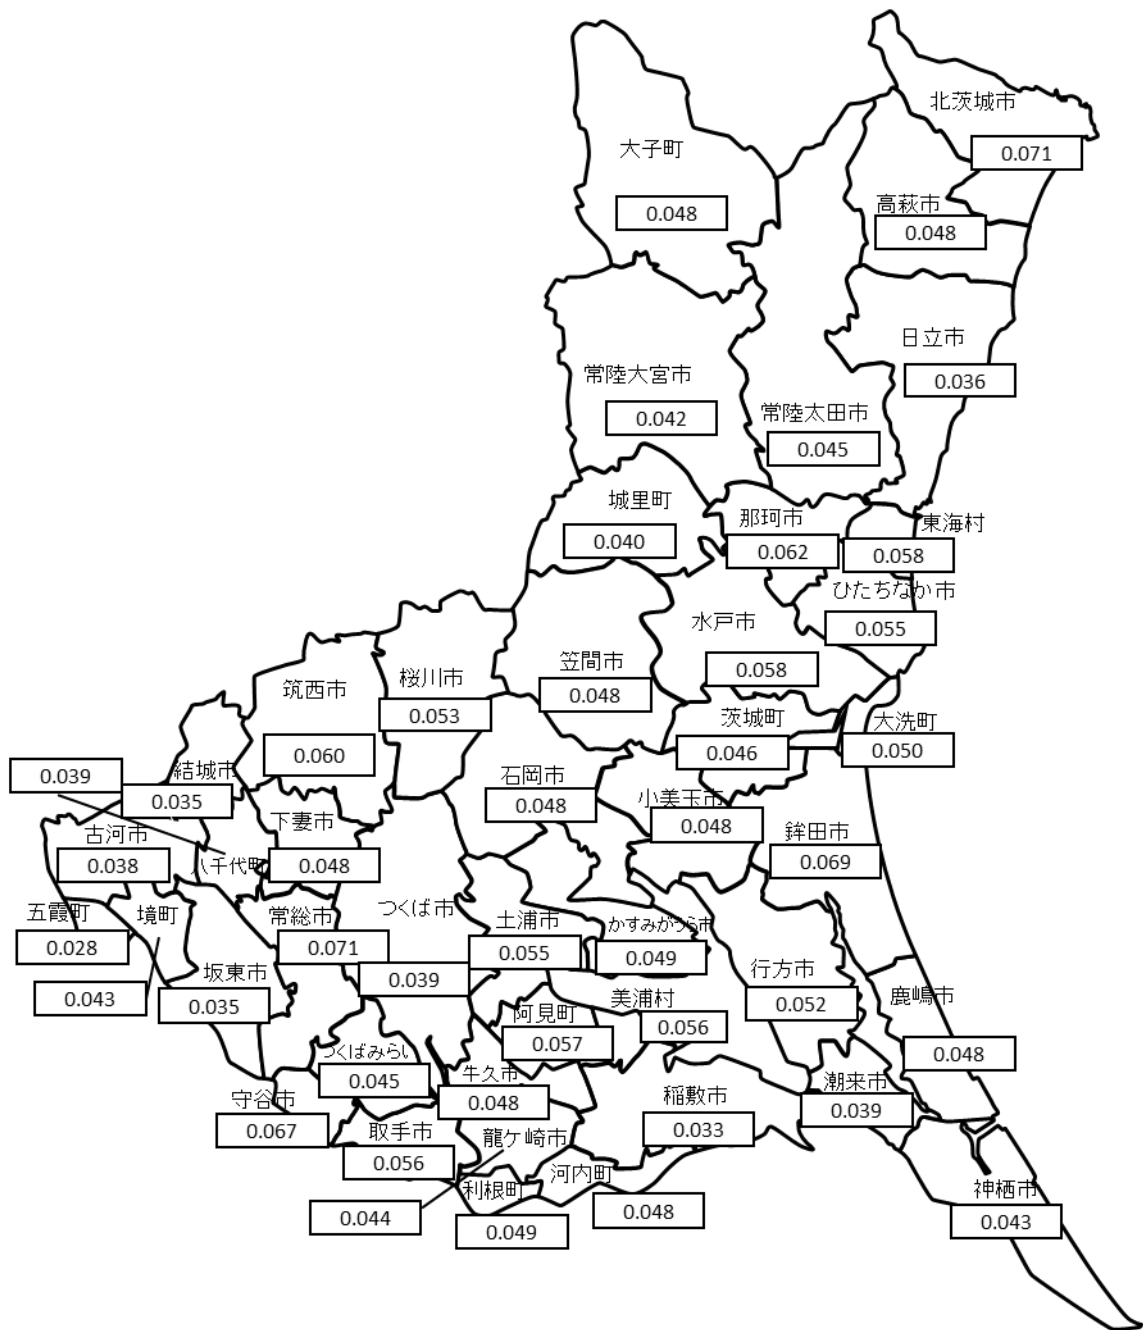 北茨城市
0.071
大子町
0.048
高萩市
0.048
日立市
0.036
常陸大宮市
0.042
常陸太田市
0.045
城里町
0.040
那珂市
0.062
東海村
0.058
ひたちなか市
0.055
水戸市
0.058
笠間市
0.048
桜川市
0.053
筑西市
0.060
茨城町
0.046
大洗町
0.050
結城市
0.035
0.039
八千代町
石岡市
0.048
小美玉市
0.048
下妻市
0.048
古河市
0.038
鉾田市
0.069
五霞町
0.028
境町
0.043
常総市
0.071
つくば市
0.039
土浦市
0.055
かすみがうら市
0.049
坂東市
0.035
行方市
0.052
美浦村
0.056
鹿嶋市
0.048
阿見町
0.057
つくばみらい
0.045
牛久市
0.048
潮来市
0.039
守谷市
0.067
稲敷市
0.033
取手市
0.056
龍ケ崎市
0.044
利根町
0.049
河内町
0.048
神栖市
0.043